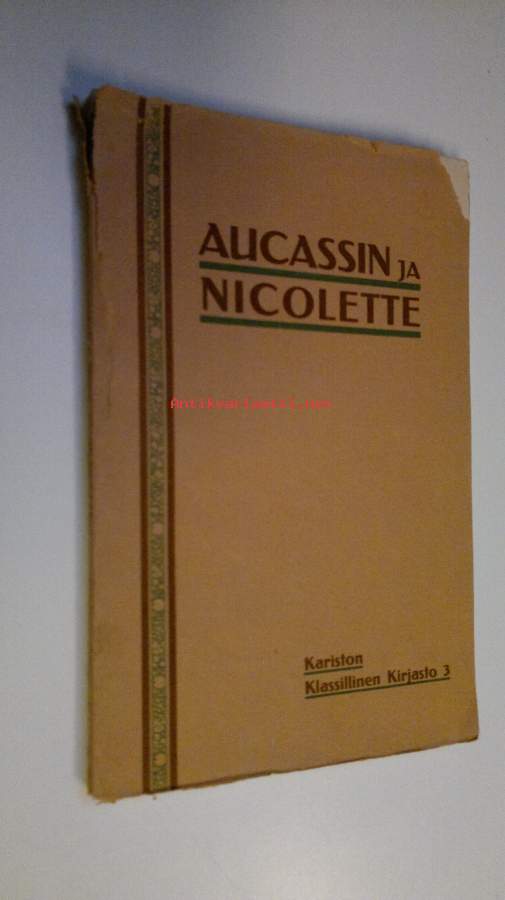 AUCASSIN JA
NICOLETTE
Antikvariaatti.net
Kariston
Klassillinen Kirjasto 3